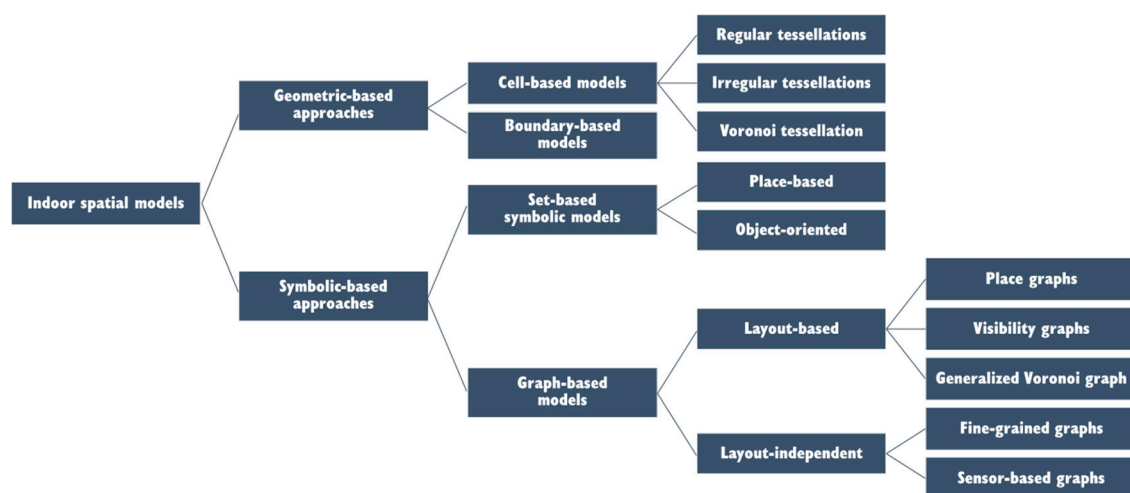 Indoor spatial models
Geometric-based
approaches
Cell-based models
Regular tessellations
Irregular tessellations
Voronoi tessellation
Boundary-based
models
Symbolic-based
approaches
Set-based
symbolic models
Place-based
Object-oriented
Graph-based
models
Layout-based
Place graphs
Visibility graphs
Generalized Voronoi graph
Layout-independent
Fine-grained graphs
Sensor-based graphs